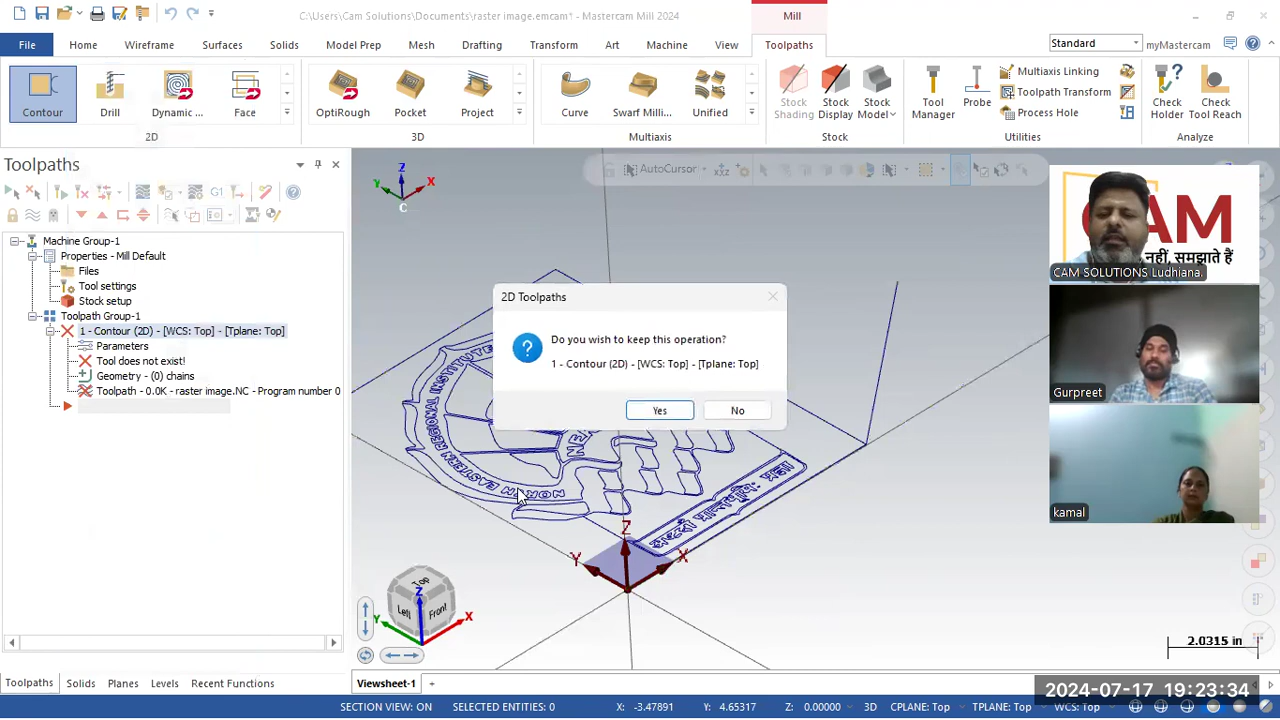 C:\Users\Cam Solutions\Documents\raster image.emcam* - Mastercam Mill 2024
Mill
File
Home
Wireframe
Surfaces
Solids
Model Prep
Mesh
Drafting
Transform
Art
Machine
View
Toolpaths
Standard
myMastercam
Contour
Drill
Dynamic ...
Face
OptiRough
Pocket
Project
Curve
Swarf Milli...
Unified
Stock Shading
Stock Display
Stock Model
Tool Manager
Probe
Multiaxis Linking
Toolpath Transform
Process Hole
Check Holder
Check Tool Reach
2D
3D
Multiaxis
Stock
Utilities
Analyze
Toolpaths
AutoCursor
G1
Machine Group-1
Properties - Mill Default
Files
Tool settings
Stock setup
Toolpath Group-1
1 - Contour (2D) - [WCS: Top] - [Tplane: Top]
Parameters
Tool does not exist!
Geometry - (0) chains
Toolpath - 0.0K - raster image.NC - Program number 0
Z
Y
X
C
2D Toolpaths
Do you wish to keep this operation?
1 - Contour (2D) - [WCS: Top] - [Tplane: Top]
Yes
No
NORTH EASTERN REGIONAL INSTITUTE
Z
Y
X
Top
Left
Front
Z
Y
X
CAM
नहीं, समझाते हैं
CAM SOLUTIONS Ludhiana.
Gurpreet
kamal
2.0315 in
Toolpaths
Solids
Planes
Levels
Recent Functions
Viewsheet-1
+
2024-07-17 19:23:34
SECTION VIEW: ON
SELECTED ENTITIES: 0
X: -3.47891
Y: 4.65317
Z: 0.00000
3D
CPLANE: Top
TPLANE: Top
WCS: Top